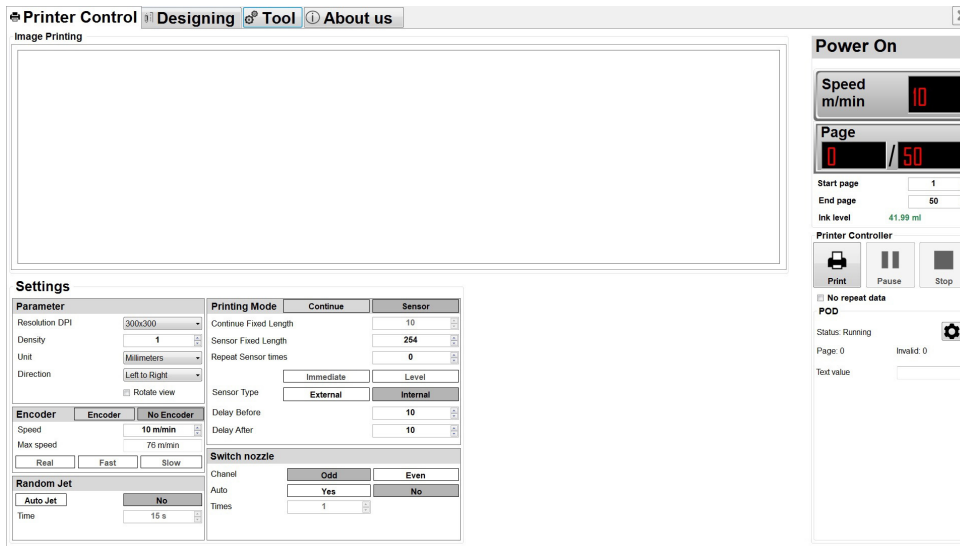 Printer Control Designing Tool About us
Image Printing
Power On
Speed
m/min
10
Page
0 / 50
Start page 1
End page 50
Ink level 41.99 ml
Printer Controller
Print Pause Stop
No repeat data
POD
Status: Running
Page: 0 Invalid: 0
Text value
Settings
Parameter
Resolution DPI 300x300
Density 1
Unit Millimeters
Direction Left to Right
Rotate view
Encoder Encoder No Encoder
Speed 10 m/min
Max speed 76 m/min
Real Fast Slow
Random Jet
Auto Jet No
Time 15 s
Printing Mode Continue Sensor
Continue Fixed Length 10
Sensor Fixed Length 254
Repeat Sensor times 0
Immediate Level
Sensor Type External Internal
Delay Before 10
Delay After 10
Switch nozzle
Chanel Odd Even
Auto Yes No
Times 1